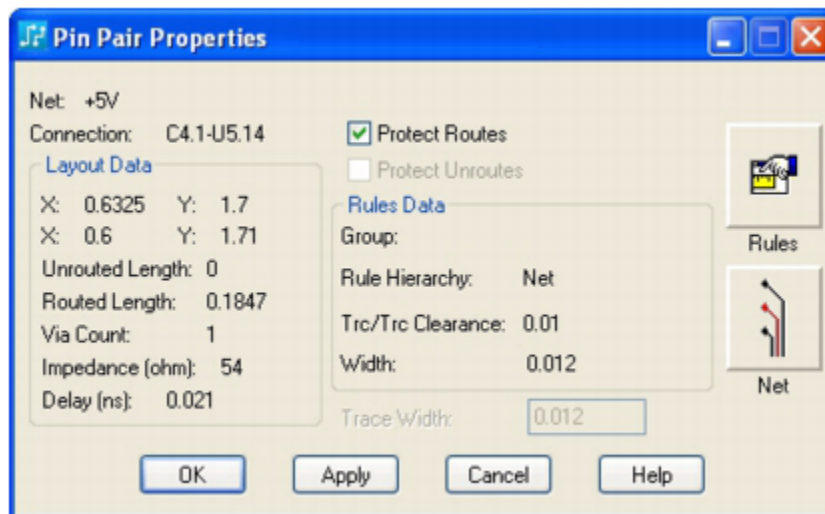 Pin Pair Properties
Net: +5V
Connection: C4.1-U5.14
Layout Data
X: 0.6325 Y: 1.7
X: 0.6 Y: 1.71
Unrouted Length: 0
Routed Length: 0.1847
Via Count: 1
Impedance (ohm): 54
Delay (ns): 0.021
Protect Routes
Protect Unroutes
Rules Data
Group:
Rule Hierarchy: Net
Trc/Trc Clearance: 0.01
Width: 0.012
Trace Width: 0.012
Rules
Net
OK Apply Cancel Help